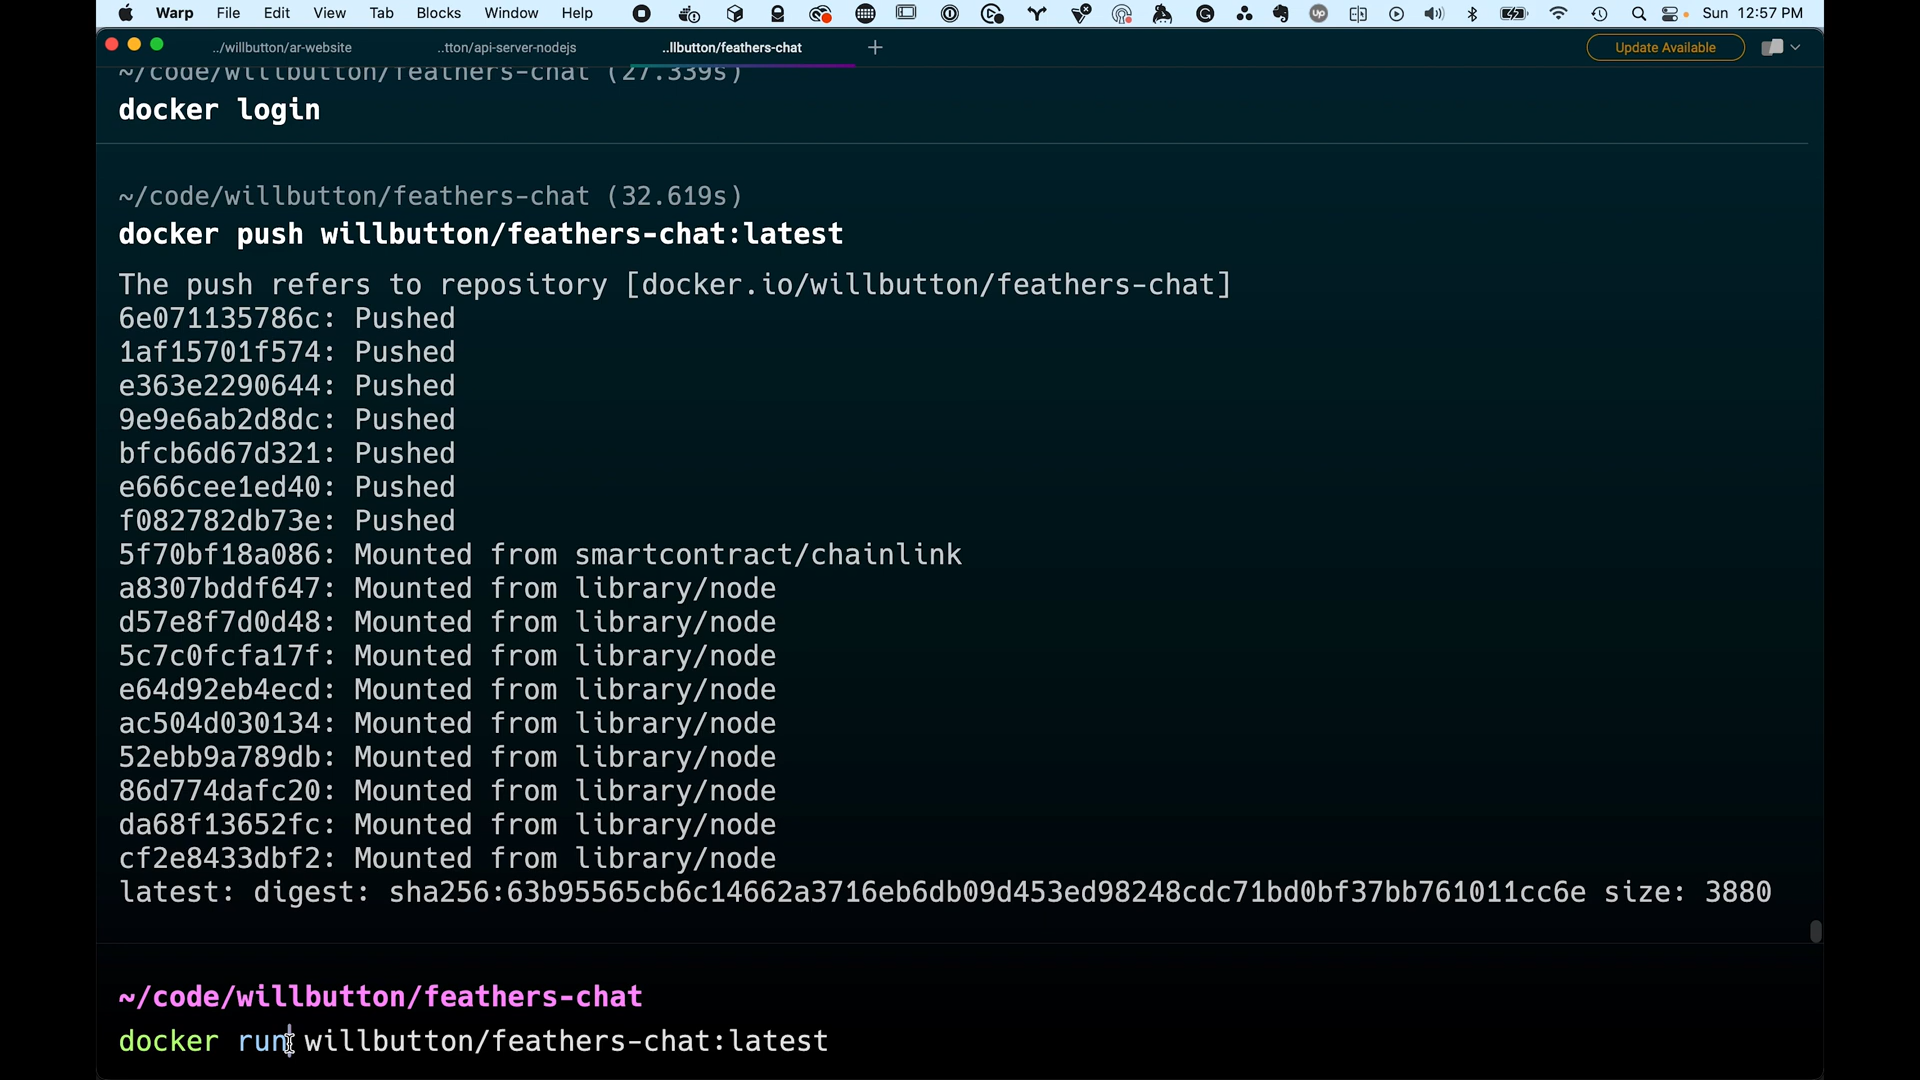 Warp File Edit View Tab Blocks Window Help Sun 12:57 PM
../willbutton/ar-website ..tton/api-server-nodejs ..llbutton/feathers-chat + Update Available
~/code/willbutton/feathers-chat (27.339s)
docker login
~/code/willbutton/feathers-chat (32.619s)
docker push willbutton/feathers-chat:latest
The push refers to repository [docker.io/willbutton/feathers-chat]
6e071135786c: Pushed
1af15701f574: Pushed
e363e2290644: Pushed
9e9e6ab2d8dc: Pushed
bfcb6d67d321: Pushed
e666cee1ed40: Pushed
f082782db73e: Pushed
5f70bf18a086: Mounted from smartcontract/chainlink
a8307bddf647: Mounted from library/node
d57e8f7d0d48: Mounted from library/node
5c7c0fcfa17f: Mounted from library/node
e64d92eb4ecd: Mounted from library/node
ac504d030134: Mounted from library/node
52ebb9a789db: Mounted from library/node
86d774dafc20: Mounted from library/node
da68f13652fc: Mounted from library/node
cf2e8433dbf2: Mounted from library/node
latest: digest: sha256:63b95565cb6c14662a3716eb6db09d453ed98248cdc71bd0bf37bb761011cc6e size: 3880
~/code/willbutton/feathers-chat
docker run willbutton/feathers-chat:latest